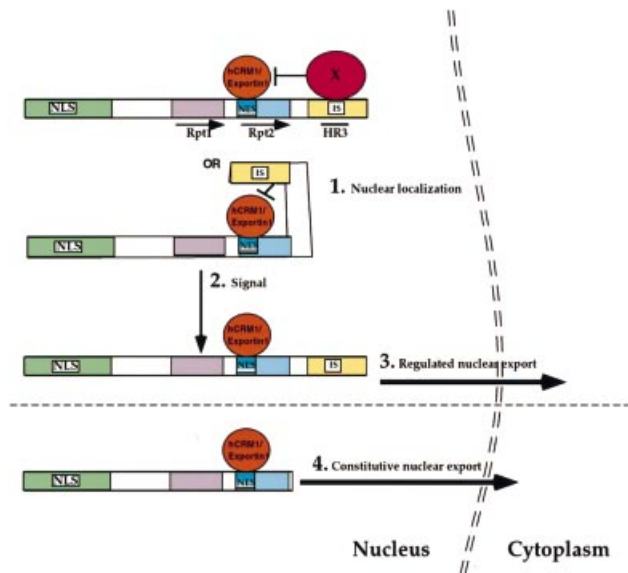 hCRM1/
Exportin1
X
NLS
NES
IS
Rpt1
Rpt2
HR3
OR
IS
1. Nuclear localization
hCRM1/
Exportin1
NLS
NES
2. Signal
hCRM1/
Exportin1
NLS
NES
IS
3. Regulated nuclear export
hCRM1/
Exportin1
NLS
NES
4. Constitutive nuclear export
Nucleus
Cytoplasm